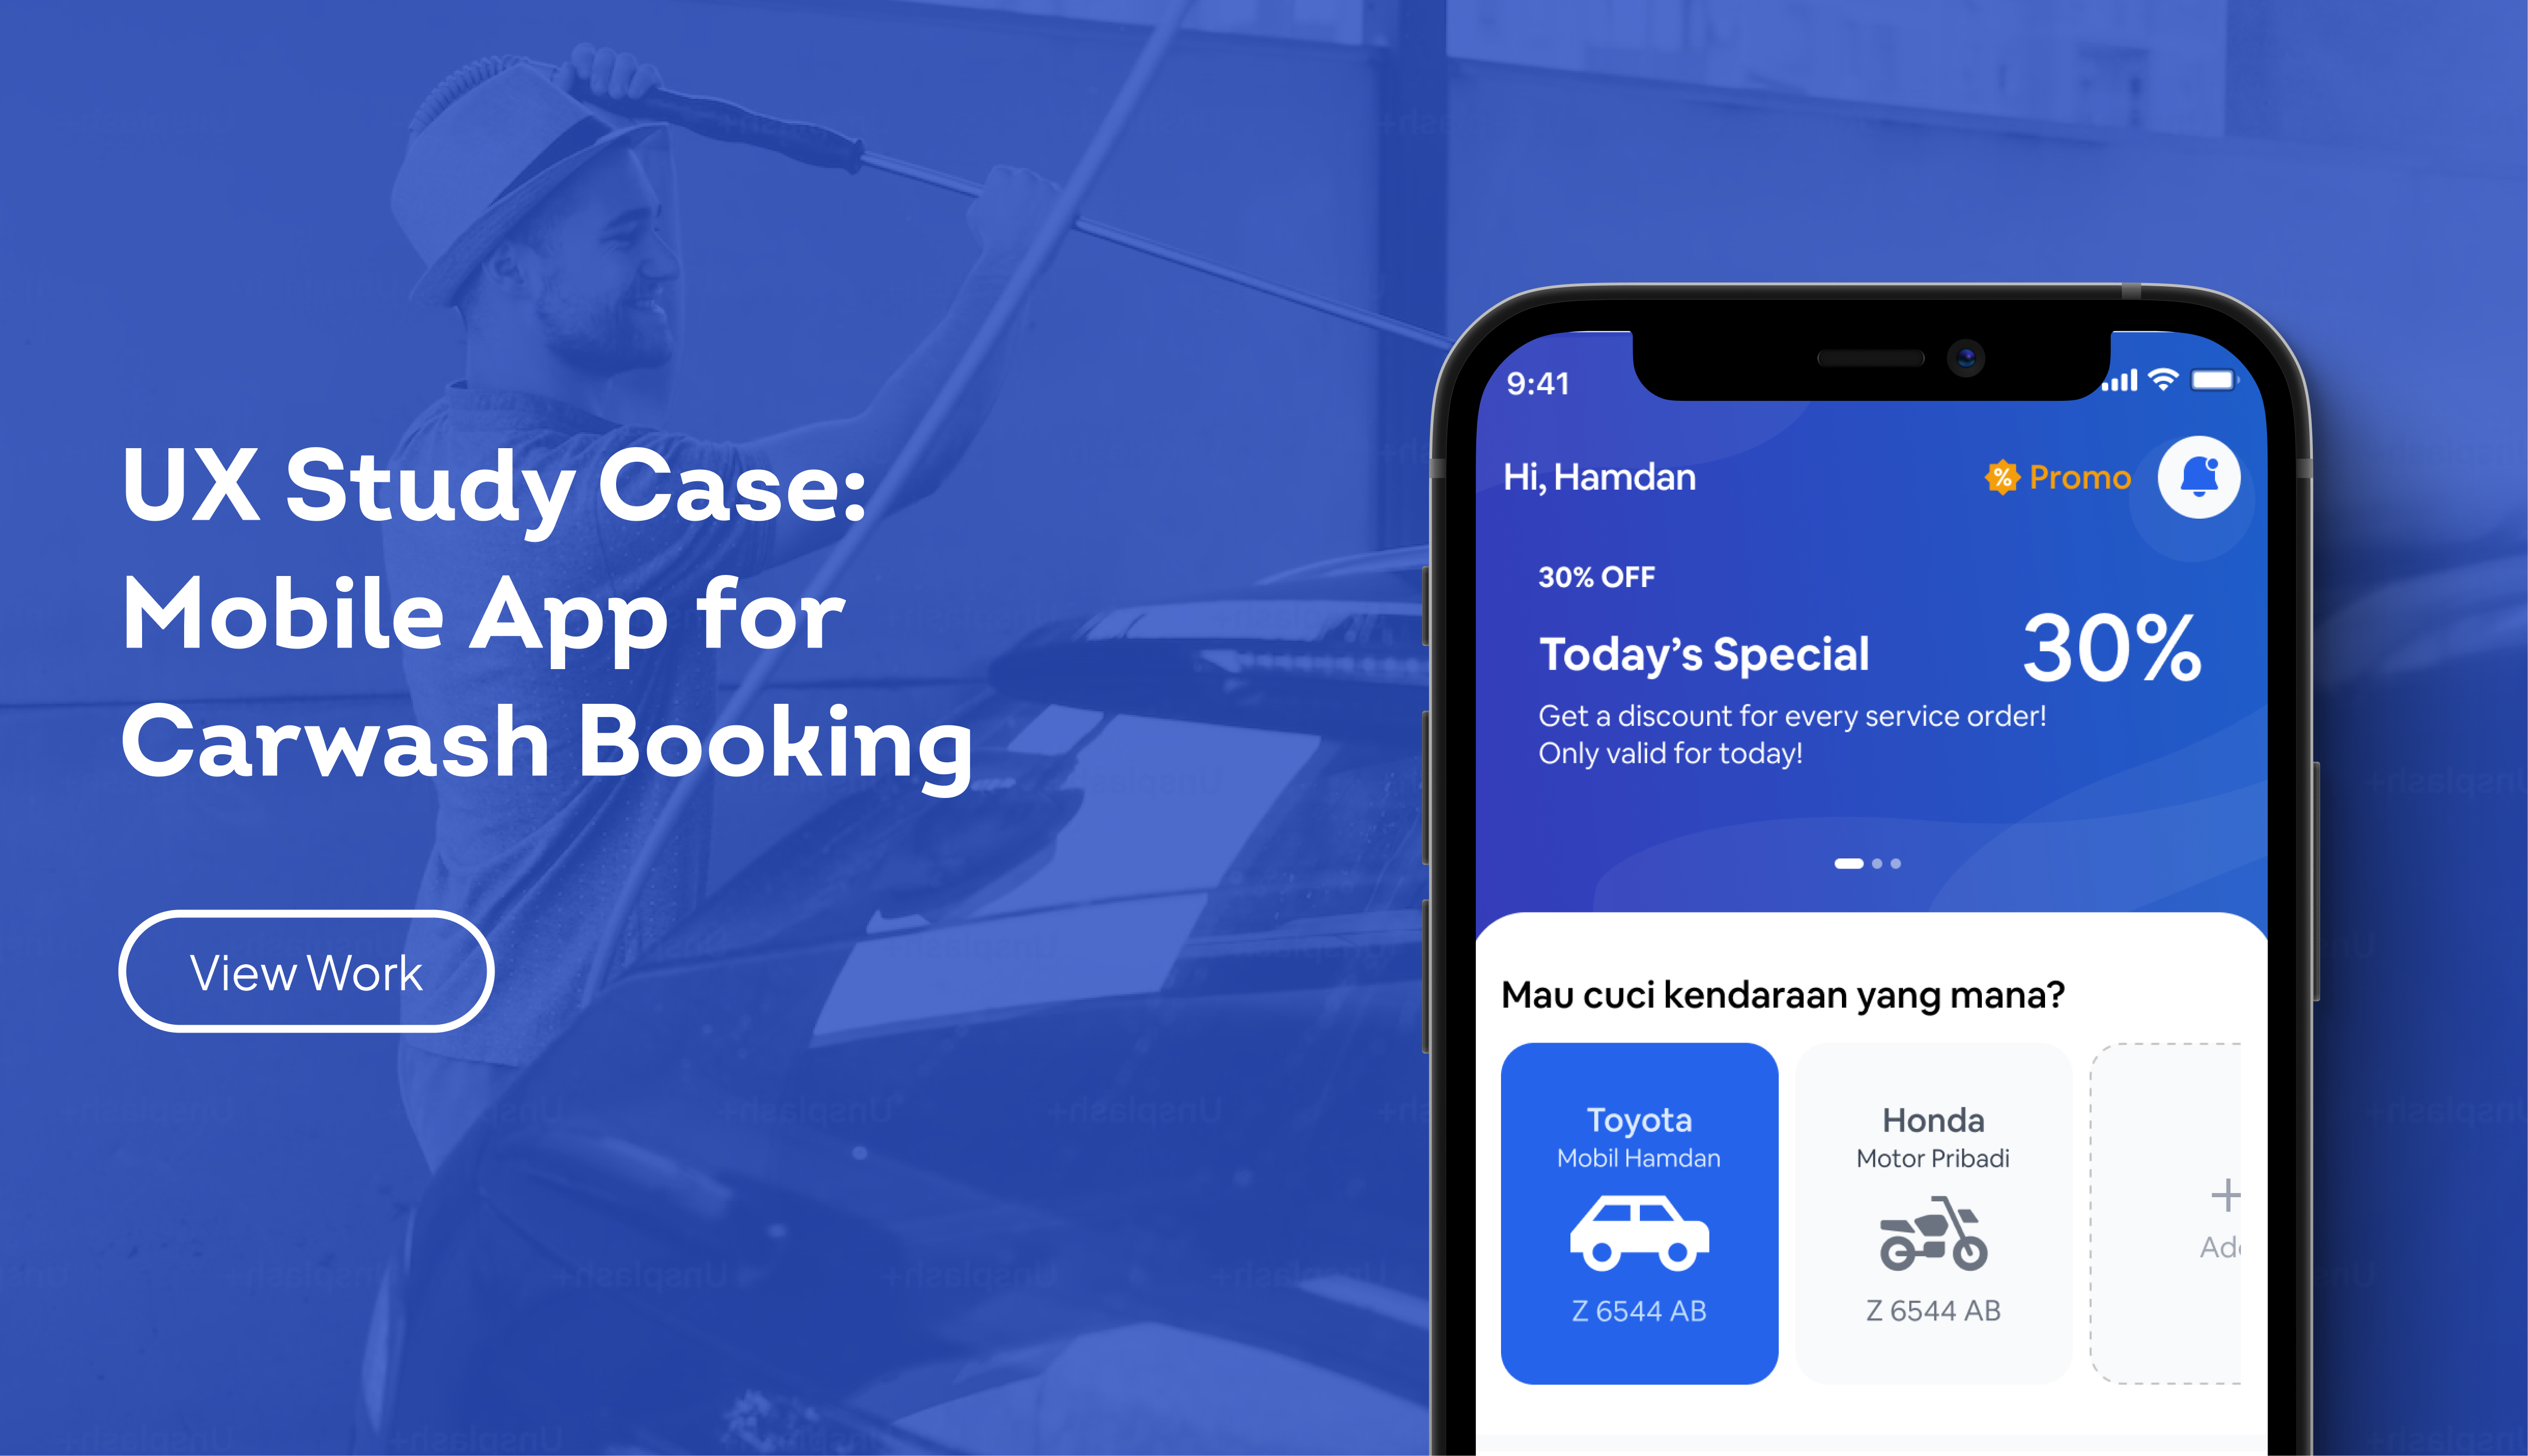 UX Study Case:
Mobile App for
Carwash Booking
View Work
9:41
Hi, Hamdan
% Promo
30% OFF
Today's Special
30%
Get a discount for every service order!
Only valid for today!
Mau cuci kendaraan yang mana?
Toyota
Mobil Hamdan
Z 6544 AB
Honda
Motor Pribadi
Z 6544 AB
+